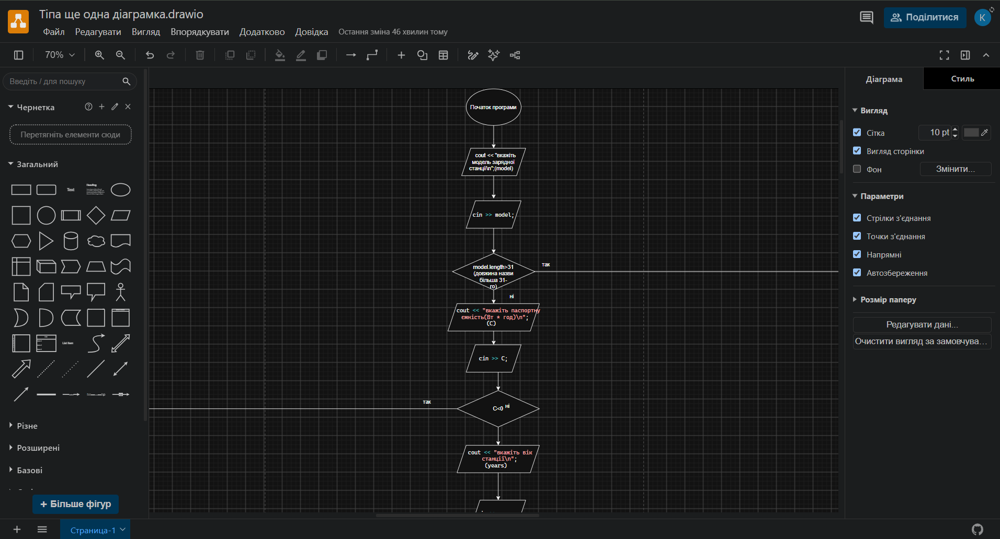 Тіпа ще одна діаграмка.drawio
Файл Редагувати Вигляд Впорядкувати Додатково Довідка Остання зміна 46 хвилин тому
Поділитися
K
70%
Введіть / для пошуку
Чернетка
Перетягніть елементи сюди
Загальний
Text
Heading
List Item
Різне
Розширені
Базові
+ Більше фігур
Страница-1
Початок програми
cout << "вкажіть
модель зарядної
станції\n";(model)
cin >> model;
model.length>31
(довжина назви
більша 31-
го)
так
ні
cout << "вкажіть паспортну
ємність(Вт * год)\n";
(C)
cin >> C;
так
C<0
ні
cout << "вкажіть вік
станції\n";
(years)
Діаграма
Стиль
Вигляд
Сітка
10 pt
Вигляд сторінки
Фон
Змінити...
Параметри
Стрілки з'єднання
Точки з'єднання
Напрямні
Автозбереження
Розмір паперу
Редагувати дані...
Очистити вигляд за замовчува...